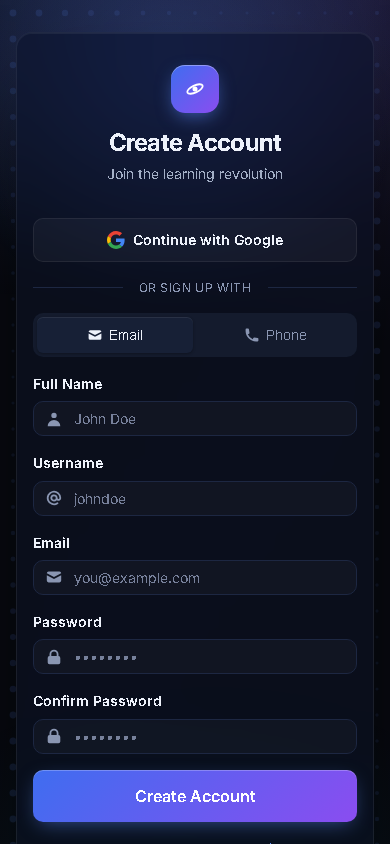 Create Account
Join the learning revolution
Continue with Google
OR SIGN UP WITH
Email
Phone
Full Name
John Doe
Username
johndoe
Email
you@example.com
Password
••••••••
Confirm Password
••••••••
Create Account